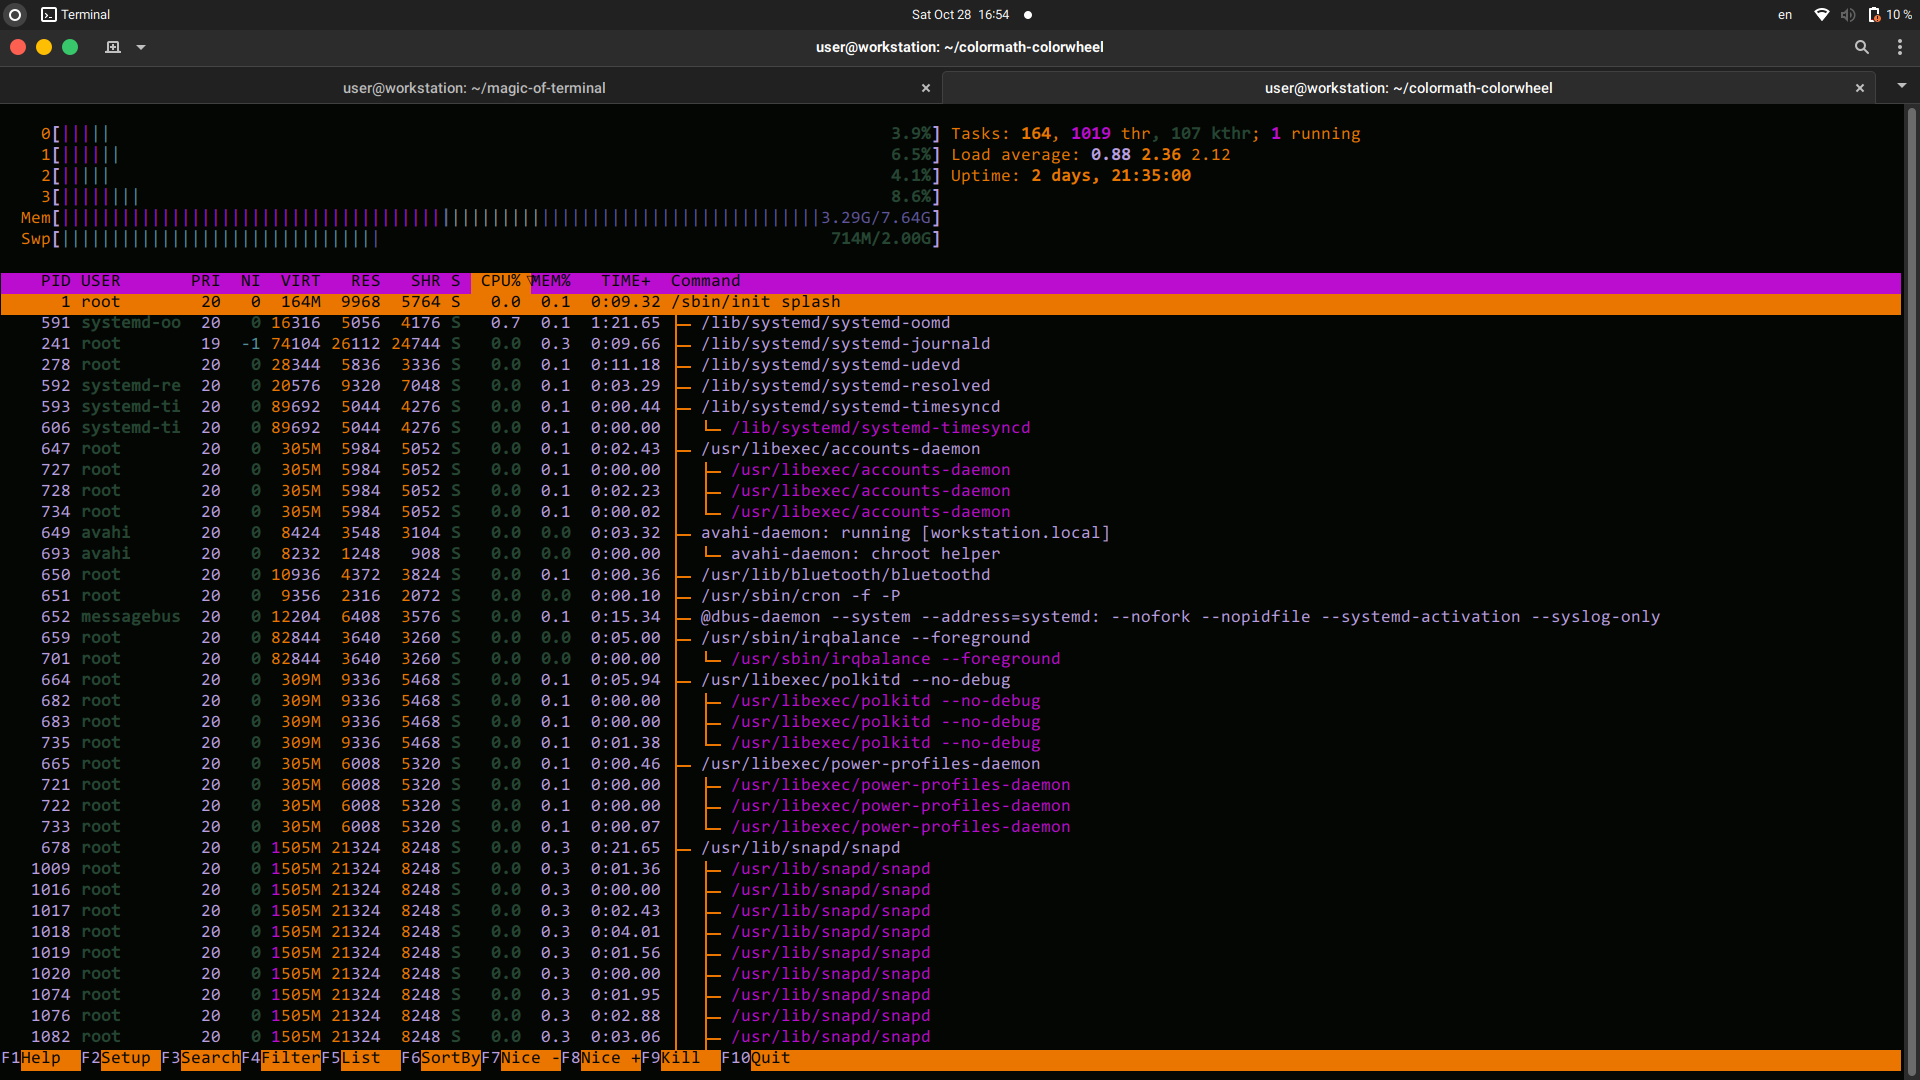 Terminal
Sat Oct 28 16:54
en
10 %
user@workstation: ~/colormath-colorwheel
user@workstation: ~/magic-of-terminal ×
user@workstation: ~/colormath-colorwheel ×
0[||||| 3.9%] Tasks: 164, 1019 thr, 107 kthr; 1 running
1[|||||| 6.5%] Load average: 0.88 2.36 2.12
2[||||| 4.1%] Uptime: 2 days, 21:35:00
3[|||||||| 8.6%]
Mem[||||||||||||||||||||||||||||||||||||||||||||||||||||||||||||||||||||||||||||3.29G/7.64G]
Swp[|||||||||||||||||||||||||||||||| 714M/2.00G]
PID USER PRI NI VIRT RES SHR S CPU%▽MEM% TIME+ Command
1 root 20 0 164M 9968 5764 S 0.0 0.1 0:09.32 /sbin/init splash
591 systemd-oo 20 0 16316 5056 4176 S 0.7 0.1 1:21.65 ├─ /lib/systemd/systemd-oomd
241 root 19 -1 74104 26112 24744 S 0.0 0.3 0:09.66 ├─ /lib/systemd/systemd-journald
278 root 20 0 28344 5836 3336 S 0.0 0.1 0:11.18 ├─ /lib/systemd/systemd-udevd
592 systemd-re 20 0 20576 9320 7048 S 0.0 0.1 0:03.29 ├─ /lib/systemd/systemd-resolved
593 systemd-ti 20 0 89692 5044 4276 S 0.0 0.1 0:00.44 ├─ /lib/systemd/systemd-timesyncd
606 systemd-ti 20 0 89692 5044 4276 S 0.0 0.1 0:00.00 │ └─ /lib/systemd/systemd-timesyncd
647 root 20 0 305M 5984 5052 S 0.0 0.1 0:02.43 ├─ /usr/libexec/accounts-daemon
727 root 20 0 305M 5984 5052 S 0.0 0.1 0:00.00 │ ├─ /usr/libexec/accounts-daemon
728 root 20 0 305M 5984 5052 S 0.0 0.1 0:02.23 │ ├─ /usr/libexec/accounts-daemon
734 root 20 0 305M 5984 5052 S 0.0 0.1 0:00.02 │ └─ /usr/libexec/accounts-daemon
649 avahi 20 0 8424 3548 3104 S 0.0 0.0 0:03.32 ├─ avahi-daemon: running [workstation.local]
693 avahi 20 0 8232 1248 908 S 0.0 0.0 0:00.00 │ └─ avahi-daemon: chroot helper
650 root 20 0 10936 4372 3824 S 0.0 0.1 0:00.36 ├─ /usr/lib/bluetooth/bluetoothd
651 root 20 0 9356 2316 2072 S 0.0 0.0 0:00.10 ├─ /usr/sbin/cron -f -P
652 messagebus 20 0 12204 6408 3576 S 0.0 0.1 0:15.34 ├─ @dbus-daemon --system --address=systemd: --nofork --nopidfile --systemd-activation --syslog-only
659 root 20 0 82844 3640 3260 S 0.0 0.0 0:05.00 ├─ /usr/sbin/irqbalance --foreground
701 root 20 0 82844 3640 3260 S 0.0 0.0 0:00.00 │ └─ /usr/sbin/irqbalance --foreground
664 root 20 0 309M 9336 5468 S 0.0 0.1 0:05.94 ├─ /usr/libexec/polkitd --no-debug
682 root 20 0 309M 9336 5468 S 0.0 0.1 0:00.00 │ ├─ /usr/libexec/polkitd --no-debug
683 root 20 0 309M 9336 5468 S 0.0 0.1 0:00.00 │ ├─ /usr/libexec/polkitd --no-debug
735 root 20 0 309M 9336 5468 S 0.0 0.1 0:01.38 │ └─ /usr/libexec/polkitd --no-debug
665 root 20 0 305M 6008 5320 S 0.0 0.1 0:00.46 ├─ /usr/libexec/power-profiles-daemon
721 root 20 0 305M 6008 5320 S 0.0 0.1 0:00.00 │ ├─ /usr/libexec/power-profiles-daemon
722 root 20 0 305M 6008 5320 S 0.0 0.1 0:00.00 │ ├─ /usr/libexec/power-profiles-daemon
733 root 20 0 305M 6008 5320 S 0.0 0.1 0:00.07 │ └─ /usr/libexec/power-profiles-daemon
678 root 20 0 1505M 21324 8248 S 0.0 0.3 0:21.65 ├─ /usr/lib/snapd/snapd
1009 root 20 0 1505M 21324 8248 S 0.0 0.3 0:01.36 │ ├─ /usr/lib/snapd/snapd
1016 root 20 0 1505M 21324 8248 S 0.0 0.3 0:00.00 │ ├─ /usr/lib/snapd/snapd
1017 root 20 0 1505M 21324 8248 S 0.0 0.3 0:02.43 │ ├─ /usr/lib/snapd/snapd
1018 root 20 0 1505M 21324 8248 S 0.0 0.3 0:04.01 │ ├─ /usr/lib/snapd/snapd
1019 root 20 0 1505M 21324 8248 S 0.0 0.3 0:01.56 │ ├─ /usr/lib/snapd/snapd
1020 root 20 0 1505M 21324 8248 S 0.0 0.3 0:00.00 │ ├─ /usr/lib/snapd/snapd
1074 root 20 0 1505M 21324 8248 S 0.0 0.3 0:01.95 │ ├─ /usr/lib/snapd/snapd
1076 root 20 0 1505M 21324 8248 S 0.0 0.3 0:02.88 │ ├─ /usr/lib/snapd/snapd
1082 root 20 0 1505M 21324 8248 S 0.0 0.3 0:03.06 │ ├─ /usr/lib/snapd/snapd
F1Help F2Setup F3SearchF4FilterF5List F6SortByF7Nice -F8Nice +F9Kill F10Quit